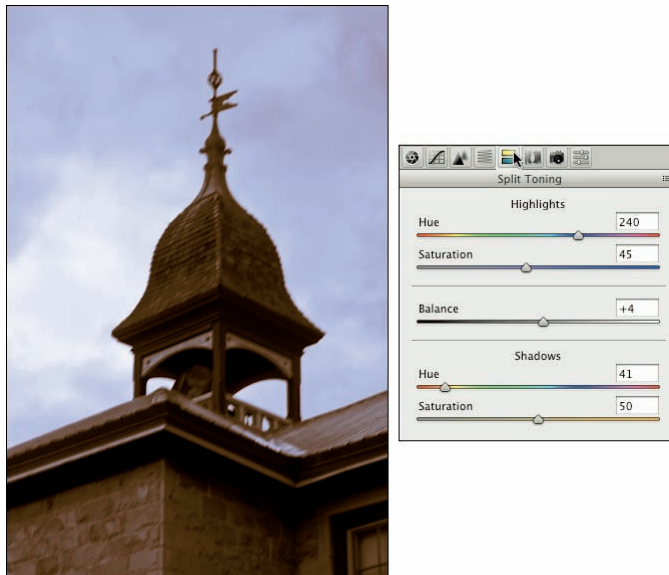 Split Toning
Highlights
Hue 240
Saturation 45
Balance +4
Shadows
Hue 41
Saturation 50